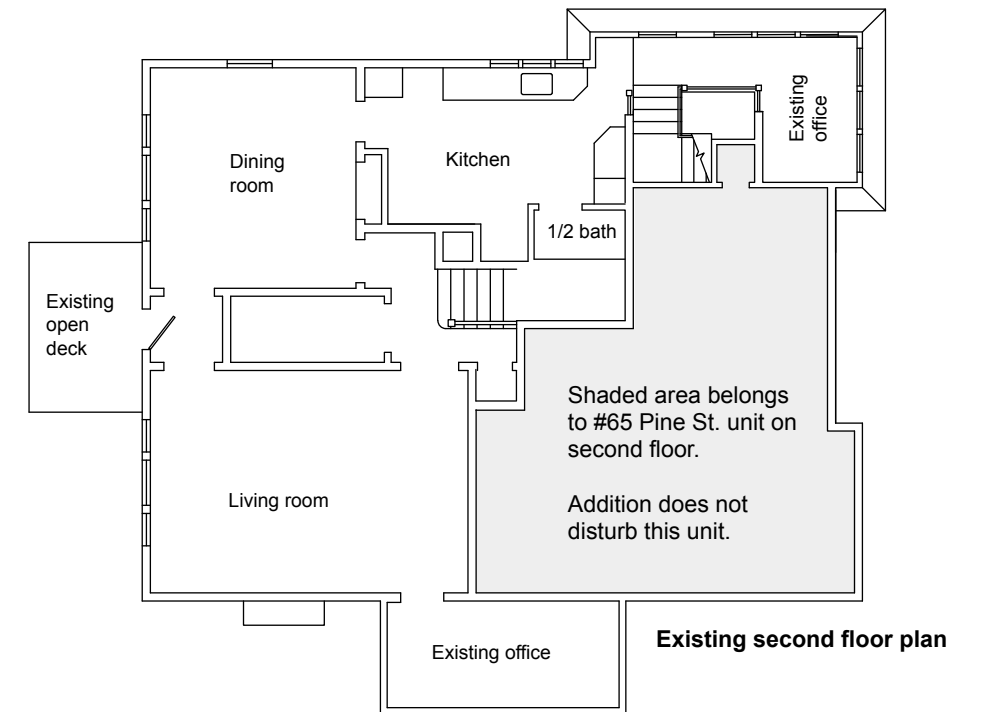 Existing
office
Dining
room
Kitchen
1/2 bath
Existing
open
deck
Shaded area belongs
to #65 Pine St. unit on
second floor.
Addition does not
disturb this unit.
Living room
Existing office
Existing second floor plan